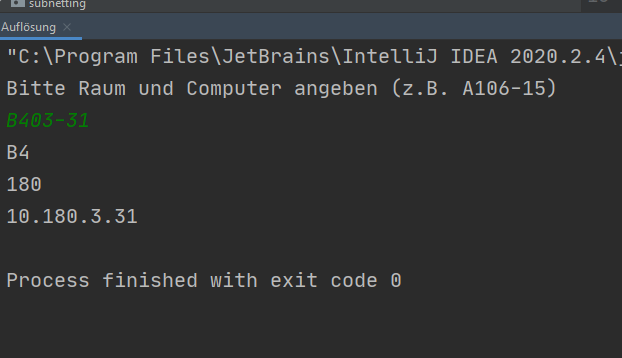 subnetting
Auflösung
"C:\Program Files\JetBrains\IntelliJ IDEA 2020.2.4\
Bitte Raum und Computer angeben (z.B. A106-15)
B403-31
B4
180
10.180.3.31
Process finished with exit code 0